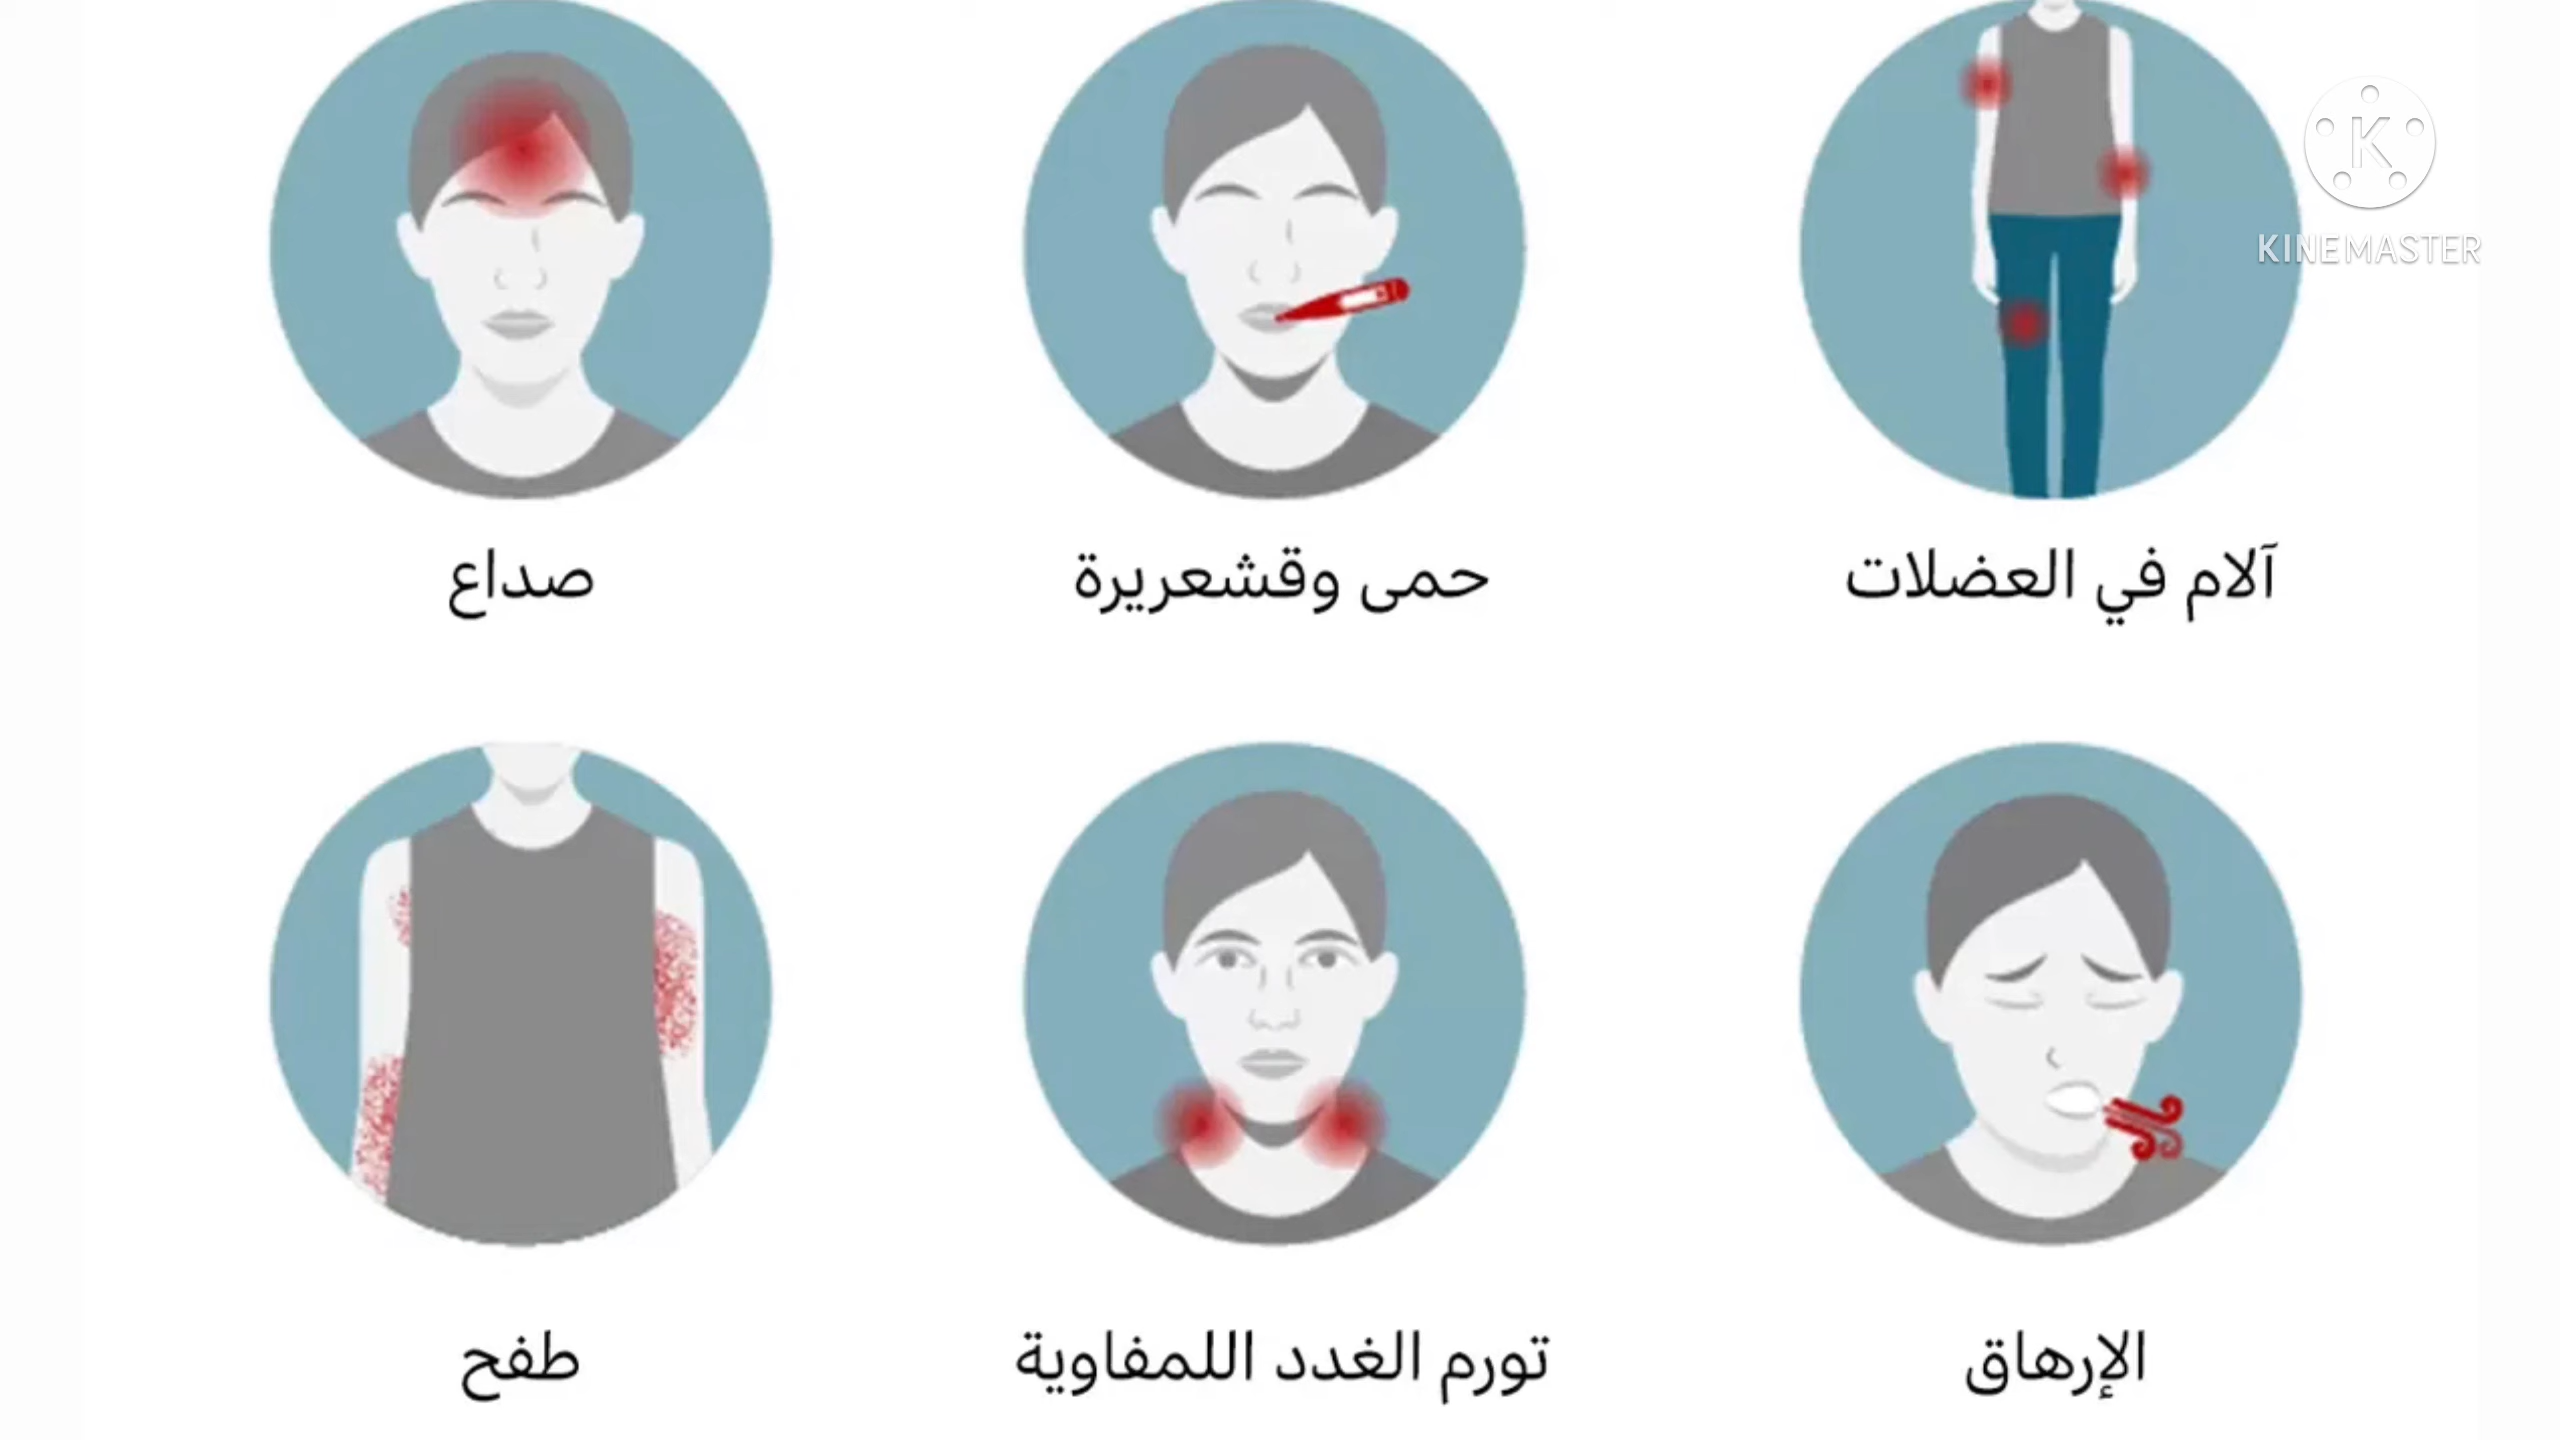 K
KINEMASTER
آلام في العضلات
حمى وقشعريرة
صداع
الإرهاق
تورم الغدد اللمفاوية
طفح